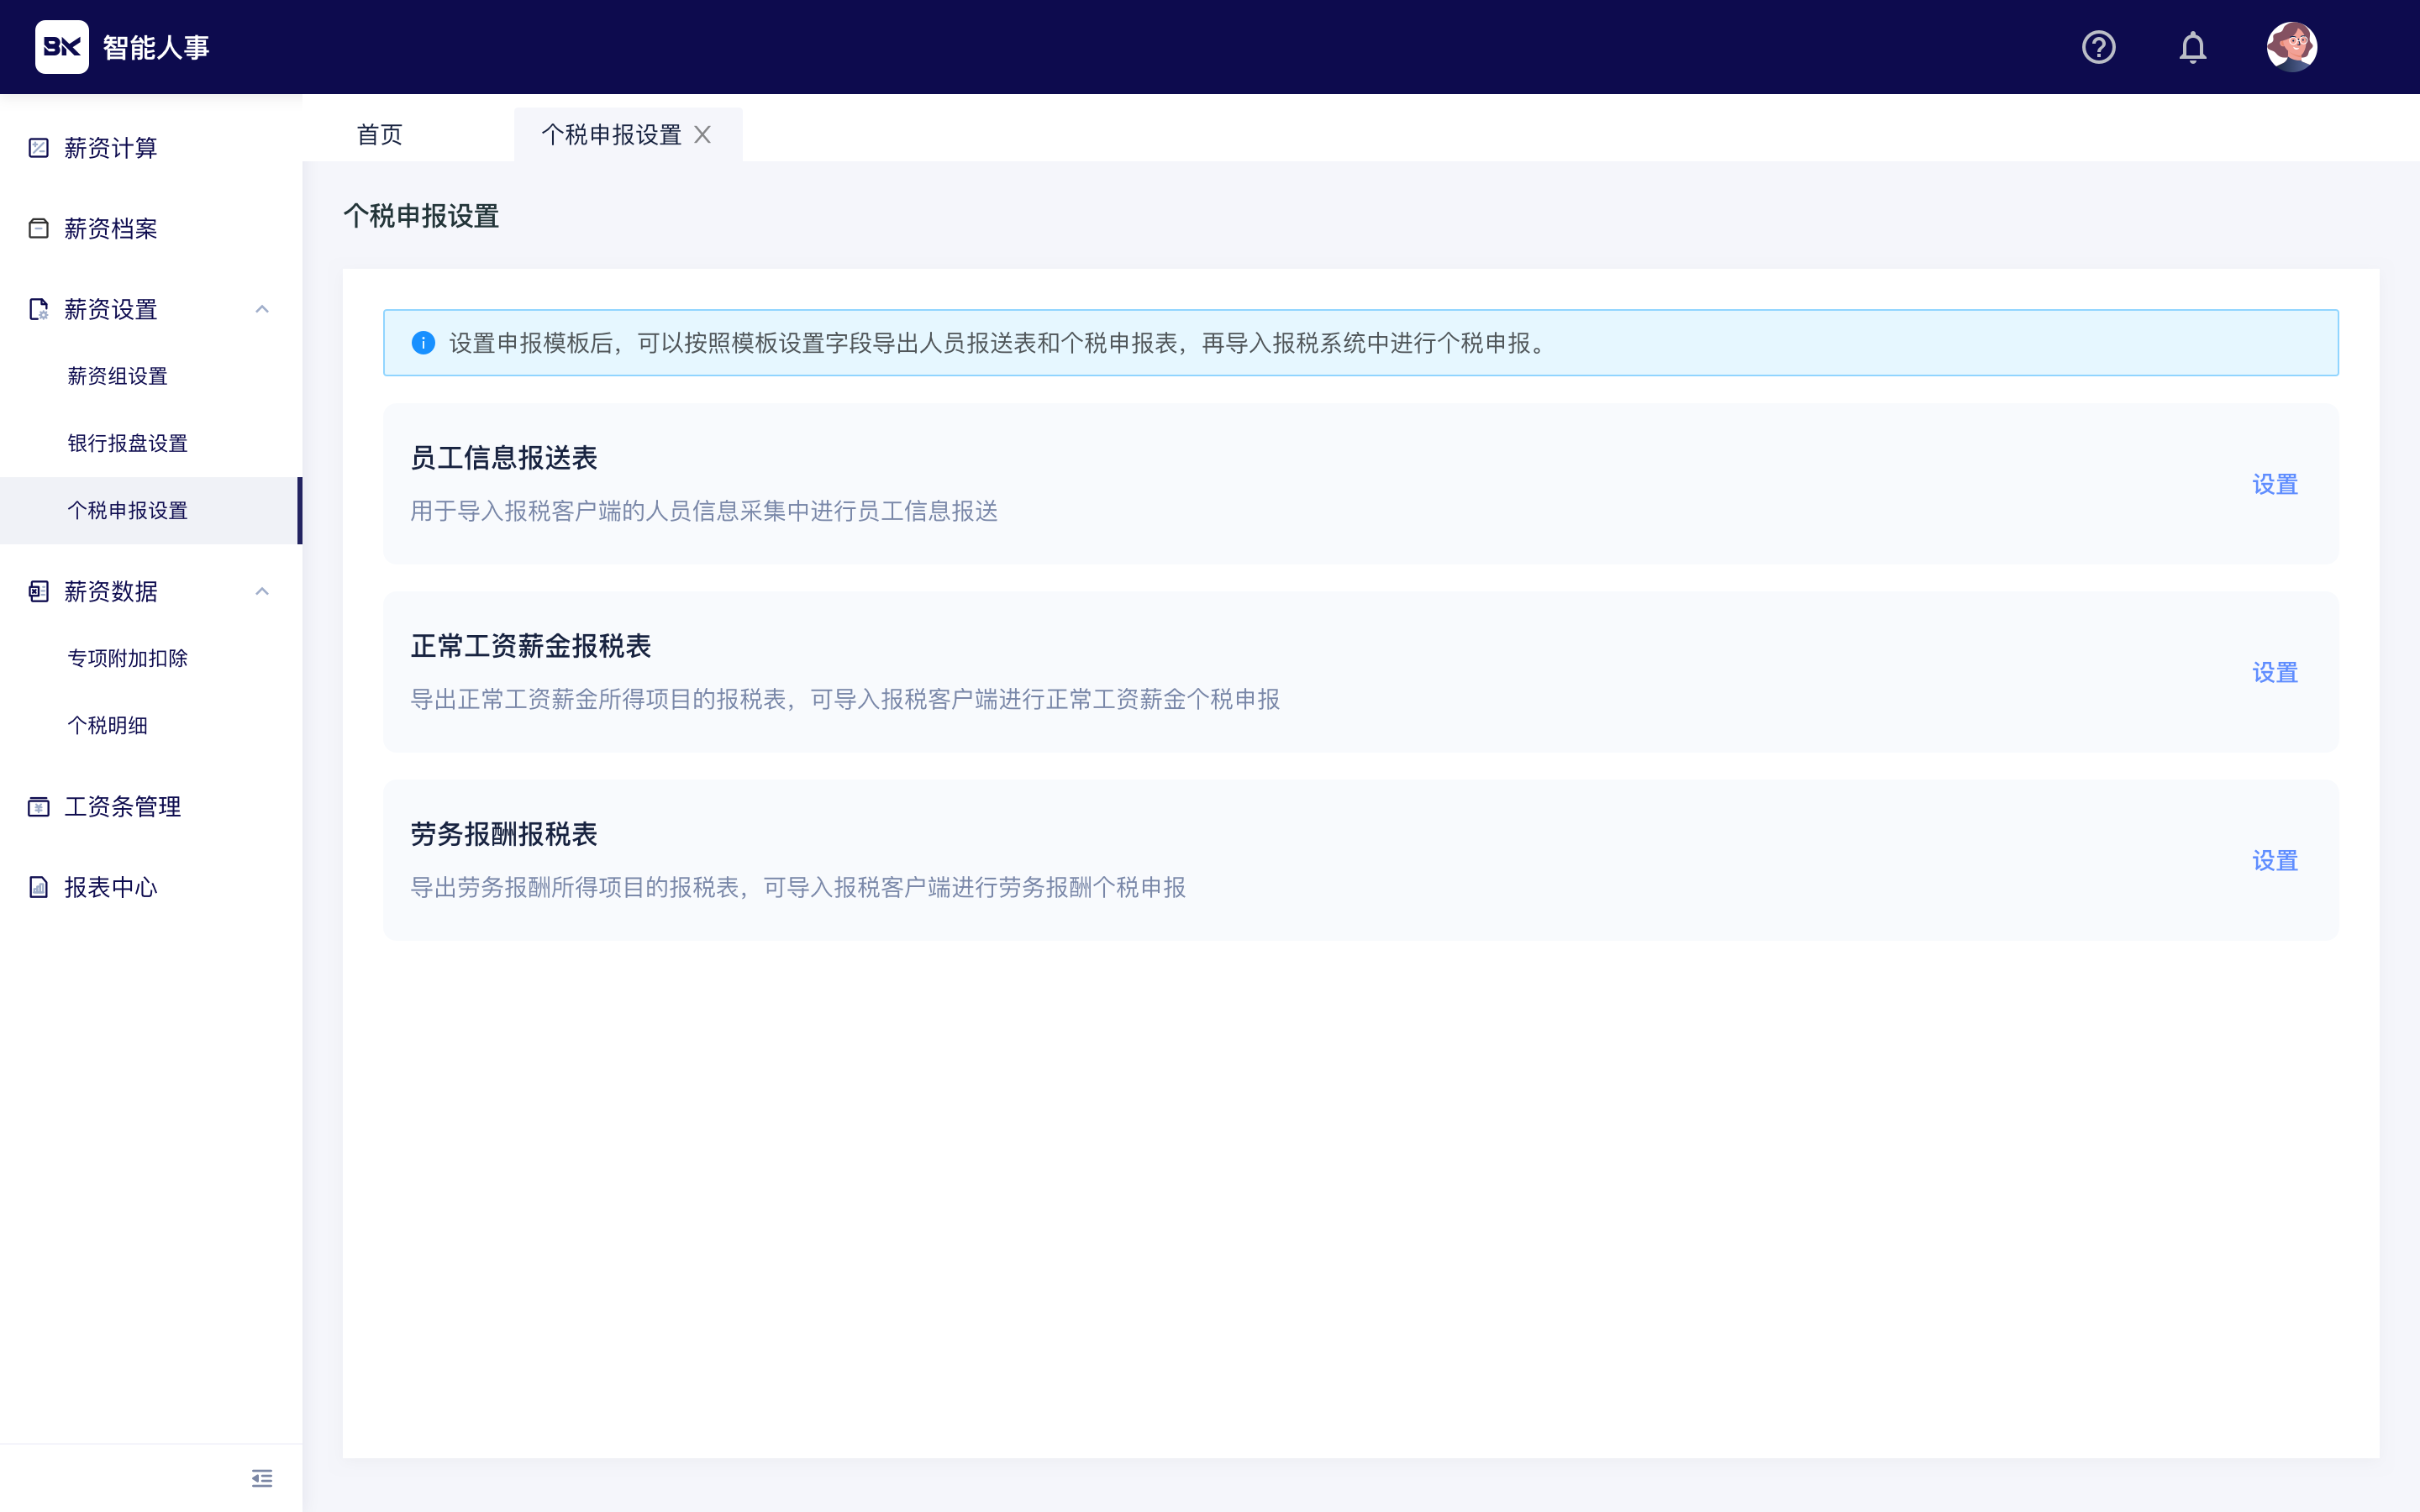 BK 智能人事
首页
个税申报设置
薪资计算
薪资档案
薪资设置
薪资组设置
银行报盘设置
个税申报设置
薪资数据
专项附加扣除
个税明细
工资条管理
报表中心
个税申报设置
设置申报模板后，可以按照模板设置字段导出人员报送表和个税申报表，再导入报税系统中进行个税申报。
员工信息报送表
用于导入报税客户端的人员信息采集中进行员工信息报送
设置
正常工资薪金报税表
导出正常工资薪金所得项目的报税表，可导入报税客户端进行正常工资薪金个税申报
设置
劳务报酬报税表
导出劳务报酬所得项目的报税表，可导入报税客户端进行劳务报酬个税申报
设置